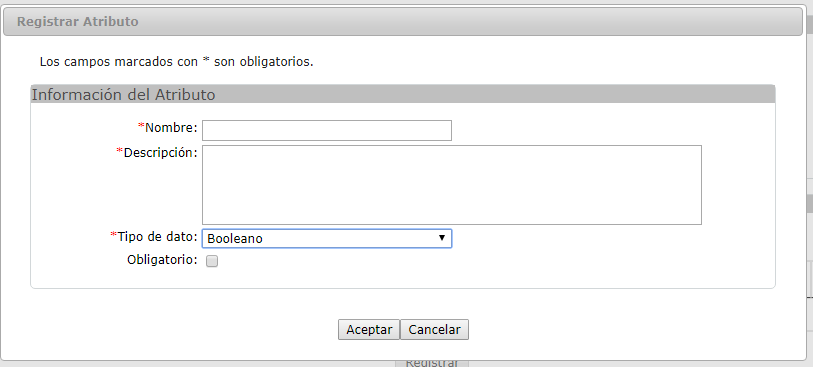 Registrar Atributo
Los campos marcados con * son obligatorios.
Información del Atributo
*Nombre:
*Descripción:
*Tipo de dato: Booleano
Obligatorio:
Aceptar Cancelar
Registrar